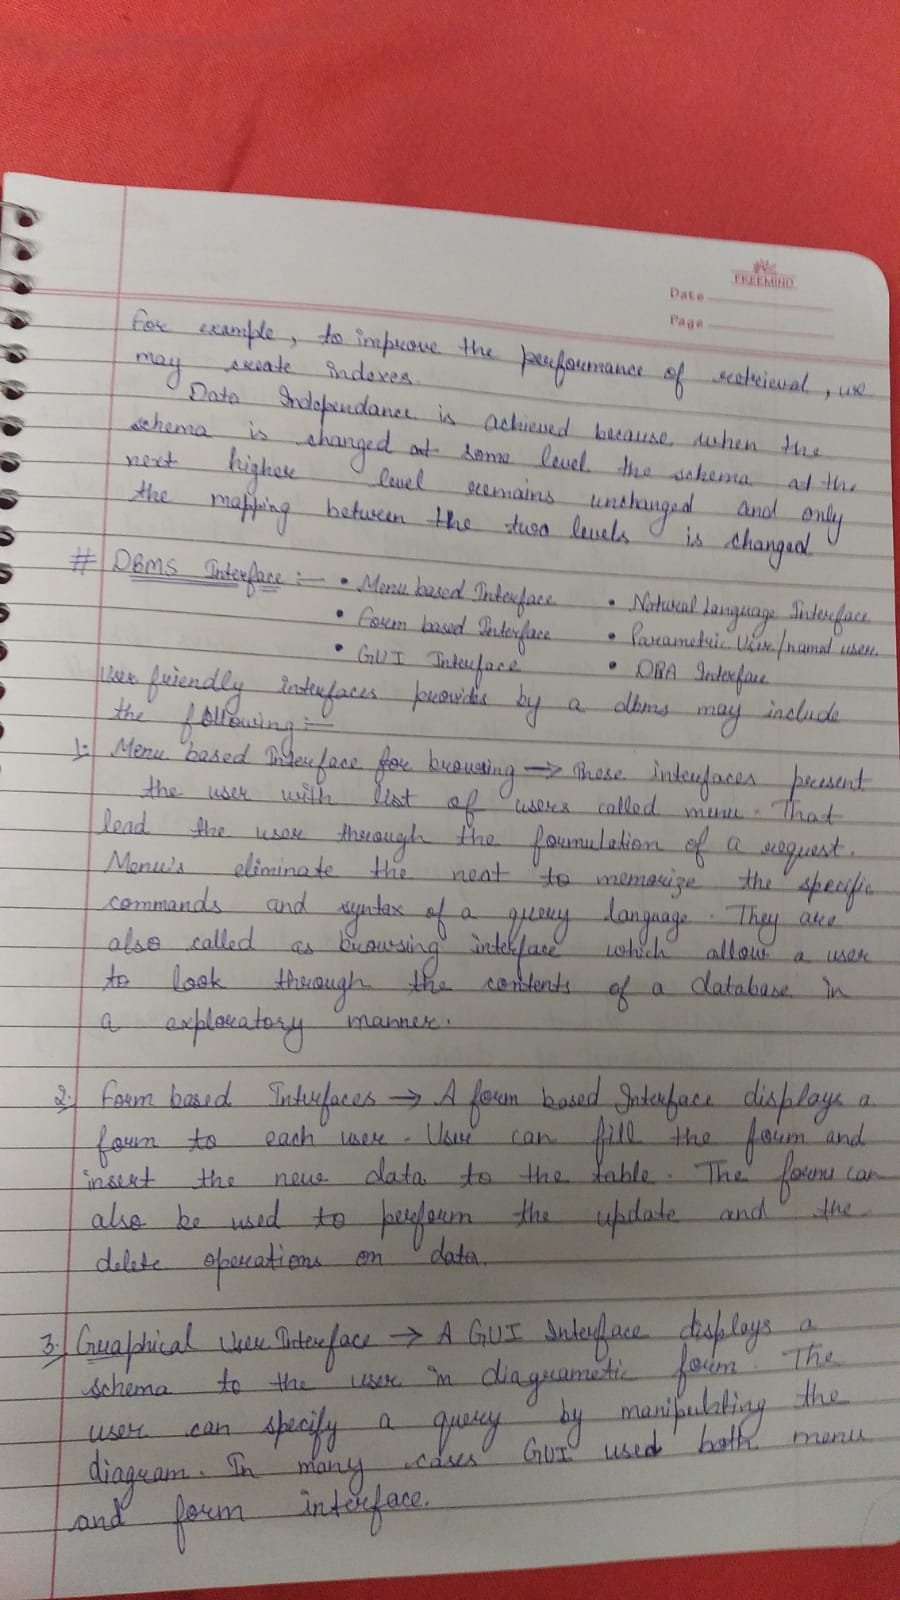 FREEMIND
Date
Page
For example, to improve the performance of retrieval, we
may create indexes.
Data Independance is achieved because when the
schema is changed at some level the schema at the
next higher level remains unchanged and only
the mapping between the two levels is changed
# DBMS Interface :- • Menu based Interface • Natural Language Interface
• Form based Interface • Parametric User/ user
• GUI Interface • DBA Interface
User friendly interfaces provides by a dbms may include
the following :-
1. Menu based Interface for browsing → These interfaces present
the user with list of users called menu. That
lead the user through the formulation of a request.
Menu's eliminate the neat to memorize the specific
commands and syntax of a query language. They are
also called as browsing interface which allow a user
to look through the contents of a database in
a exploratory manner.
2. Form based Interfaces → A form based Interface displays a
form to each user. User can fill the form and
insert the new data to the table. The forms can
also be used to perform the update and the
delete operations on data.
3. Graphical User Interface → A GUI Interface displays a
schema to the user in diagrametic form. The
user can specify a query by manipulating the
diagram. In many cases GUI used both menu
and form interface.